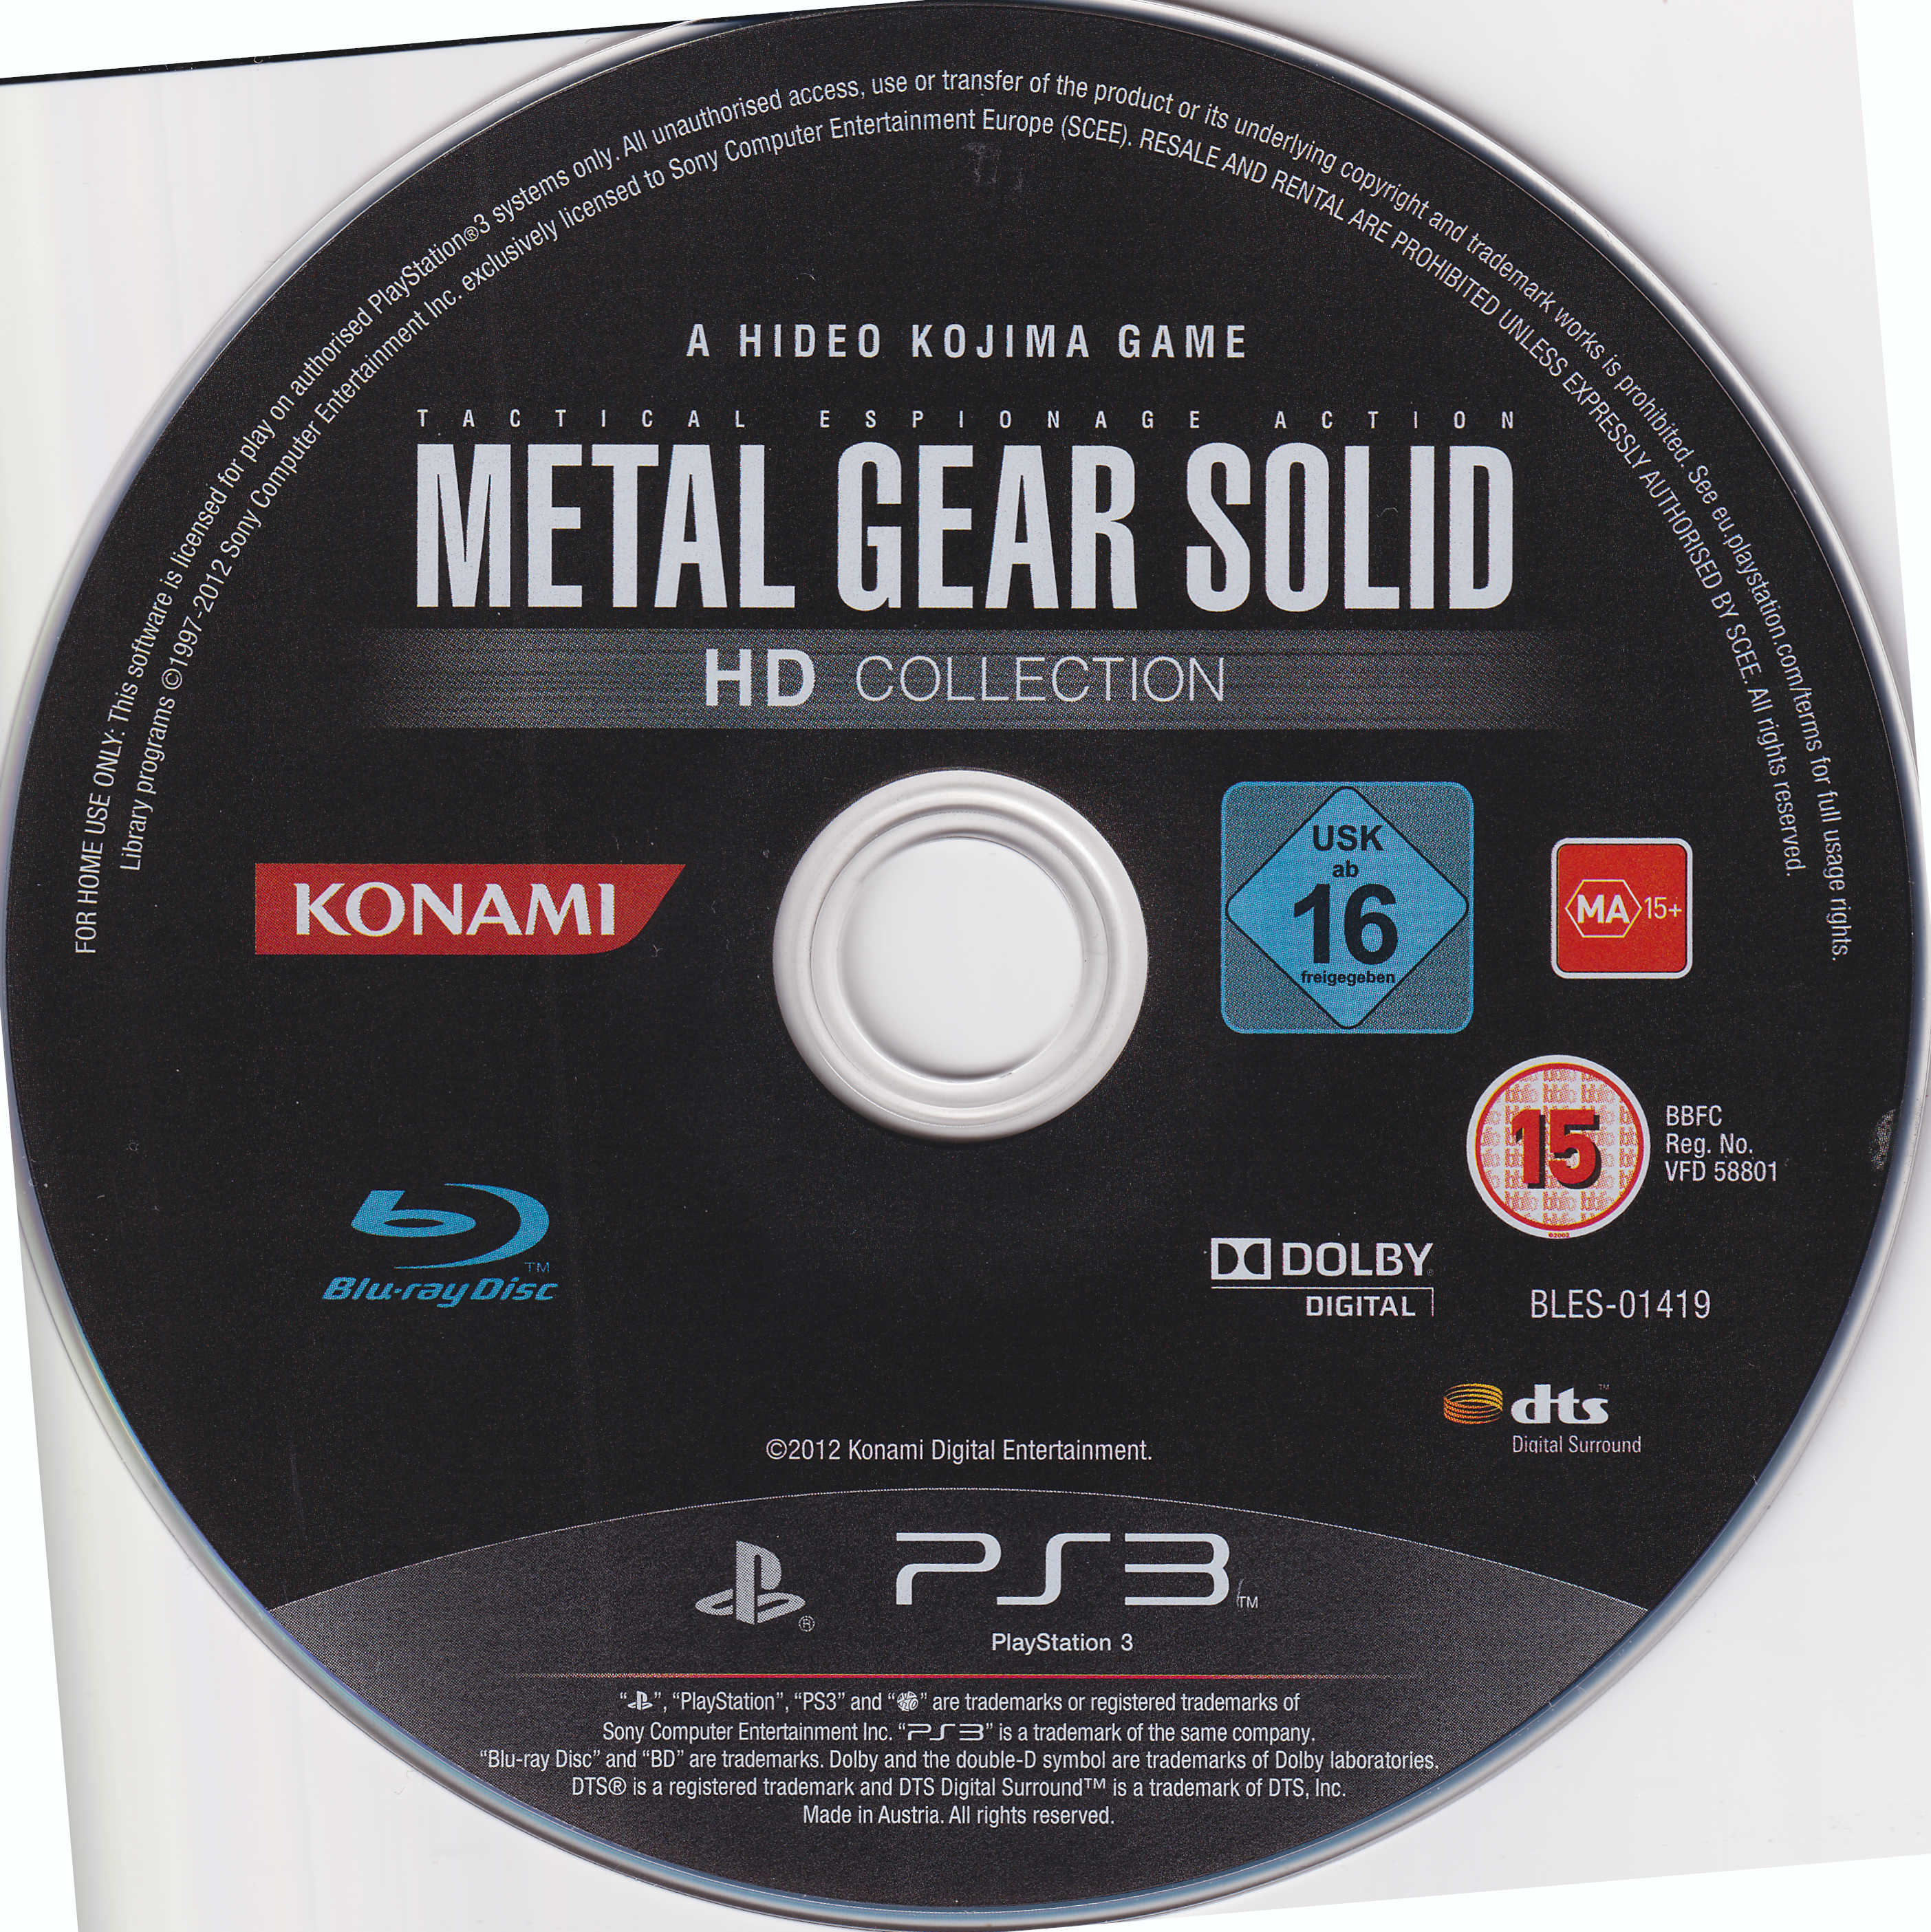 FOR HOME USE ONLY: This software is licensed for play on authorised PlayStation®3 systems only. All unauthorised access, use or transfer of the product or its underlying copyright and trademark works is prohibited. See eu.playstation.com/terms for full usage rights.
Library programs ©1997-2012 Sony Computer Entertainment Inc. exclusively licensed to Sony Computer Entertainment Europe (SCEE). RESALE AND RENTAL ARE PROHIBITED UNLESS EXPRESSLY AUTHORISED BY SCEE. All rights reserved.
A HIDEO KOJIMA GAME
TACTICAL ESPIONAGE ACTION
METAL GEAR SOLID
HD COLLECTION
KONAMI
USK
ab
16
freigegeben
MA 15+
15
BBFC
Reg. No.
VFD 58801
Blu-ray Disc™
DOLBY
DIGITAL
BLES-01419
dts™
Digital Surround
©2012 Konami Digital Entertainment.
PS3™
PlayStation 3
“ ”, “PlayStation”, “PS3” and “ ” are trademarks or registered trademarks of
Sony Computer Entertainment Inc. “PS3” is a trademark of the same company.
“Blu-ray Disc” and “BD” are trademarks. Dolby and the double-D symbol are trademarks of Dolby laboratories.
DTS® is a registered trademark and DTS Digital Surround™ is a trademark of DTS, Inc.
Made in Austria. All rights reserved.